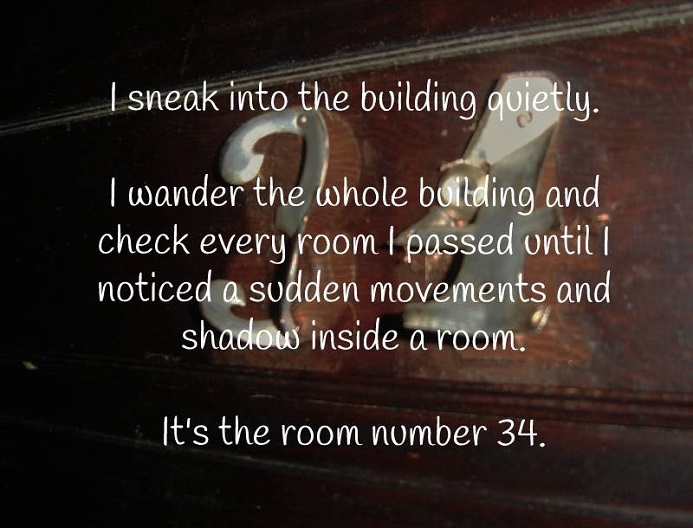 I sneak into the building quietly.
I wander the whole building and
check every room I passed until I
noticed a sudden movements and
shadow inside a room.
It's the room number 34.